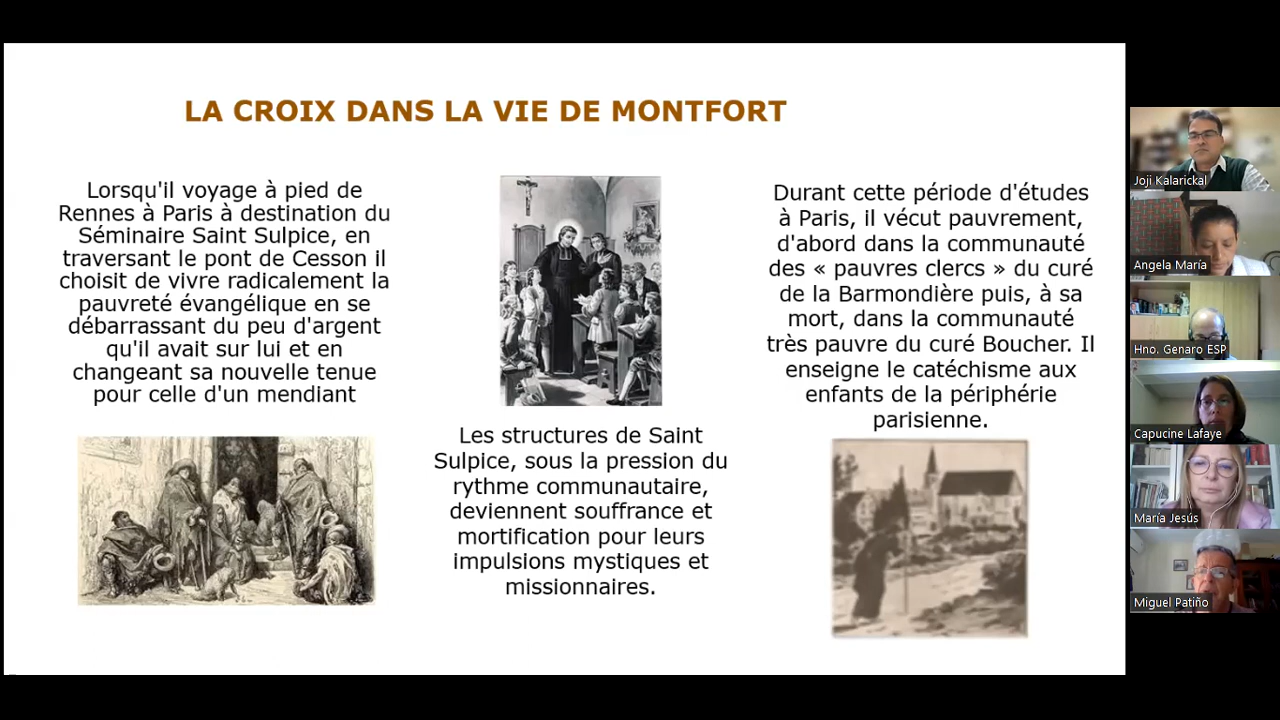 LA CROIX DANS LA VIE DE MONTFORT
Lorsqu'il voyage à pied de
Rennes à Paris à destination du
Séminaire Saint Sulpice, en
traversant le pont de Cesson il
choisit de vivre radicalement la
pauvreté évangélique en se
débarrassant du peu d'argent
qu'il avait sur lui et en
changeant sa nouvelle tenue
pour celle d'un mendiant
Les structures de Saint
Sulpice, sous la pression du
rythme communautaire,
deviennent souffrance et
mortification pour leurs
impulsions mystiques et
missionnaires.
Durant cette période d'études
à Paris, il vécut pauvrement,
d'abord dans la communauté
des « pauvres clercs » du curé
de la Barmondière puis, à sa
mort, dans la communauté
très pauvre du curé Boucher. Il
enseigne le catéchisme aux
enfants de la périphérie
parisienne.
Joji Kalarickal
Angela María
Hno. Genaro ESP
Capucine Lafaye
María Jesús
Miguel Patiño